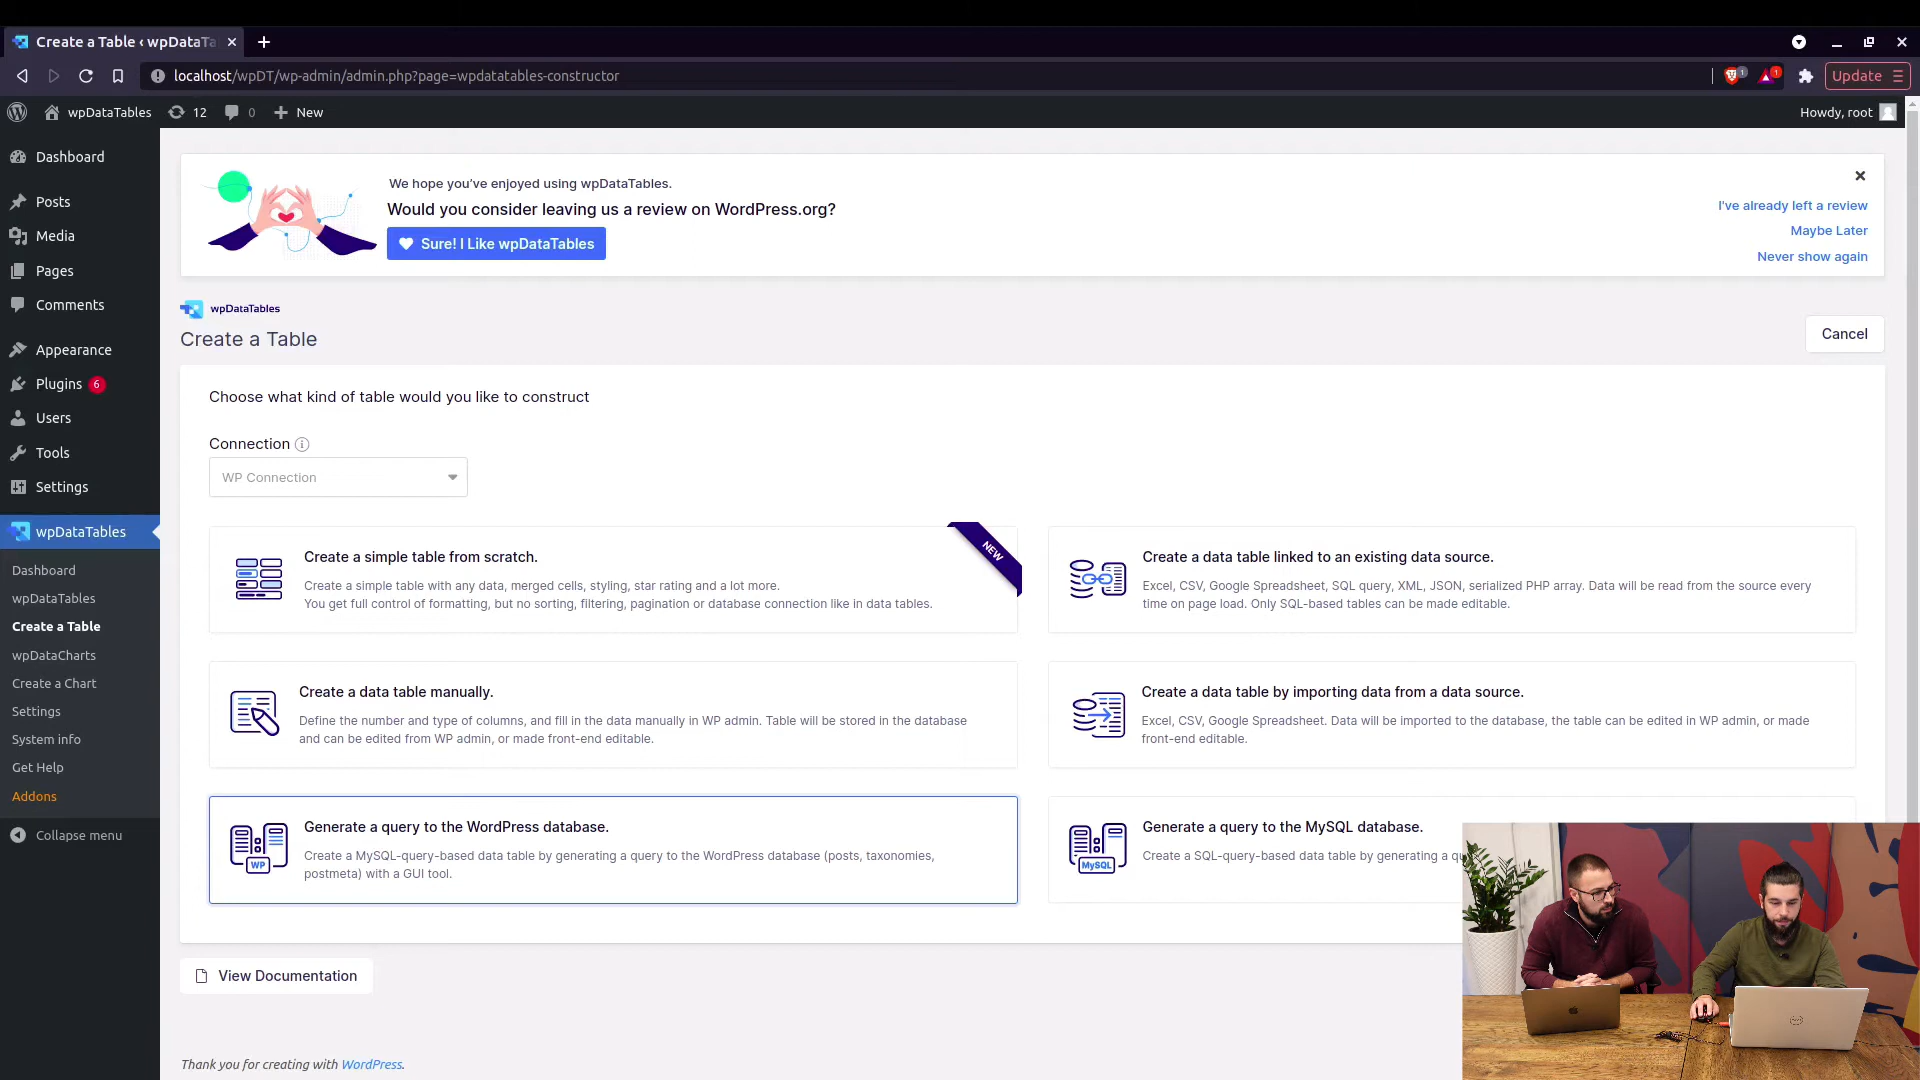 Create a Table ‹ wpDataTa
localhost/wpDT/wp-admin/admin.php?page=wpdatatables-constructor
1
1
Update
wpDataTables
12
0
New
Howdy, root
Dashboard
Posts
Media
Pages
Comments
Appearance
Plugins 6
Users
Tools
Settings
wpDataTables
Dashboard
wpDataTables
Create a Table
wpDataCharts
Create a Chart
Settings
System info
Get Help
Addons
Collapse menu
We hope you've enjoyed using wpDataTables.
Would you consider leaving us a review on WordPress.org?
Sure! I Like wpDataTables
I've already left a review
Maybe Later
Never show again
wpDataTables
Create a Table
Cancel
Choose what kind of table would you like to construct
Connection
WP Connection
Create a simple table from scratch.
Create a simple table with any data, merged cells, styling, star rating and a lot more.
You get full control of formatting, but no sorting, filtering, pagination or database connection like in data tables.
NEW
Create a data table linked to an existing data source.
Excel, CSV, Google Spreadsheet, SQL query, XML, JSON, serialized PHP array. Data will be read from the source every
time on page load. Only SQL-based tables can be made editable.
Create a data table manually.
Define the number and type of columns, and fill in the data manually in WP admin. Table will be stored in the database
and can be edited from WP admin, or made front-end editable.
Create a data table by importing data from a data source.
Excel, CSV, Google Spreadsheet. Data will be imported to the database, the table can be edited in WP admin, or made
front-end editable.
WP
Generate a query to the WordPress database.
Create a MySQL-query-based data table by generating a query to the WordPress database (posts, taxonomies,
postmeta) with a GUI tool.
MySQL
Generate a query to the MySQL database.
Create a SQL-query-based data table by generating a qu
View Documentation
Thank you for creating with WordPress.